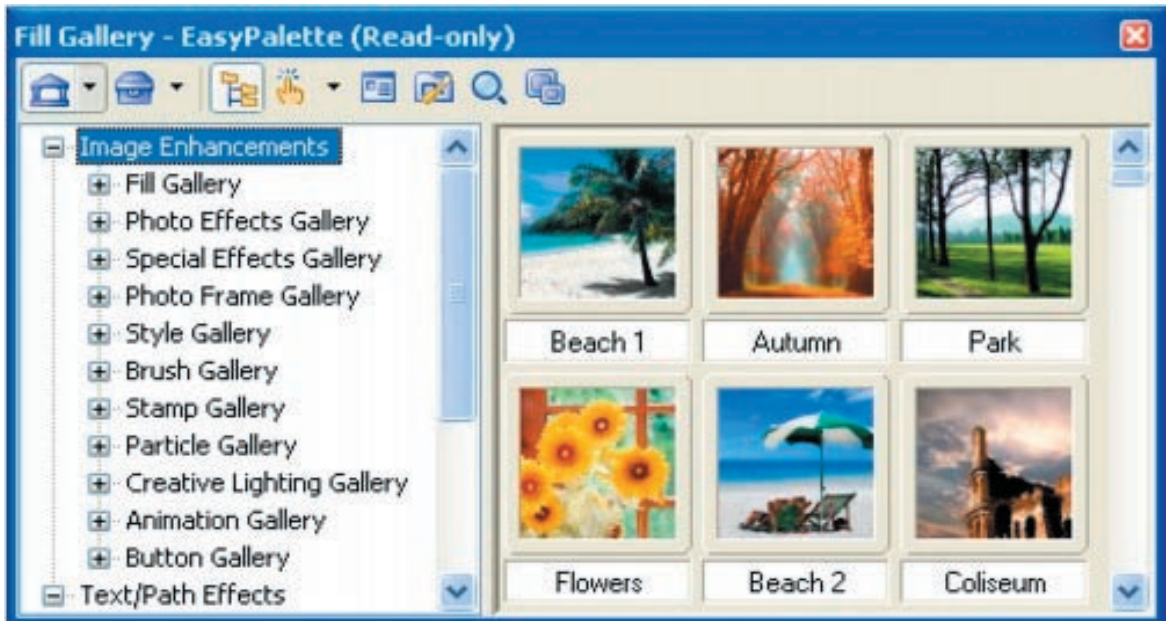 Fill Gallery - EasyPalette (Read-only)
Image Enhancements
Fill Gallery
Photo Effects Gallery
Special Effects Gallery
Photo Frame Gallery
Style Gallery
Brush Gallery
Stamp Gallery
Particle Gallery
Creative Lighting Gallery
Animation Gallery
Button Gallery
Text/Path Effects
Beach 1
Autumn
Park
Flowers
Beach 2
Coliseum